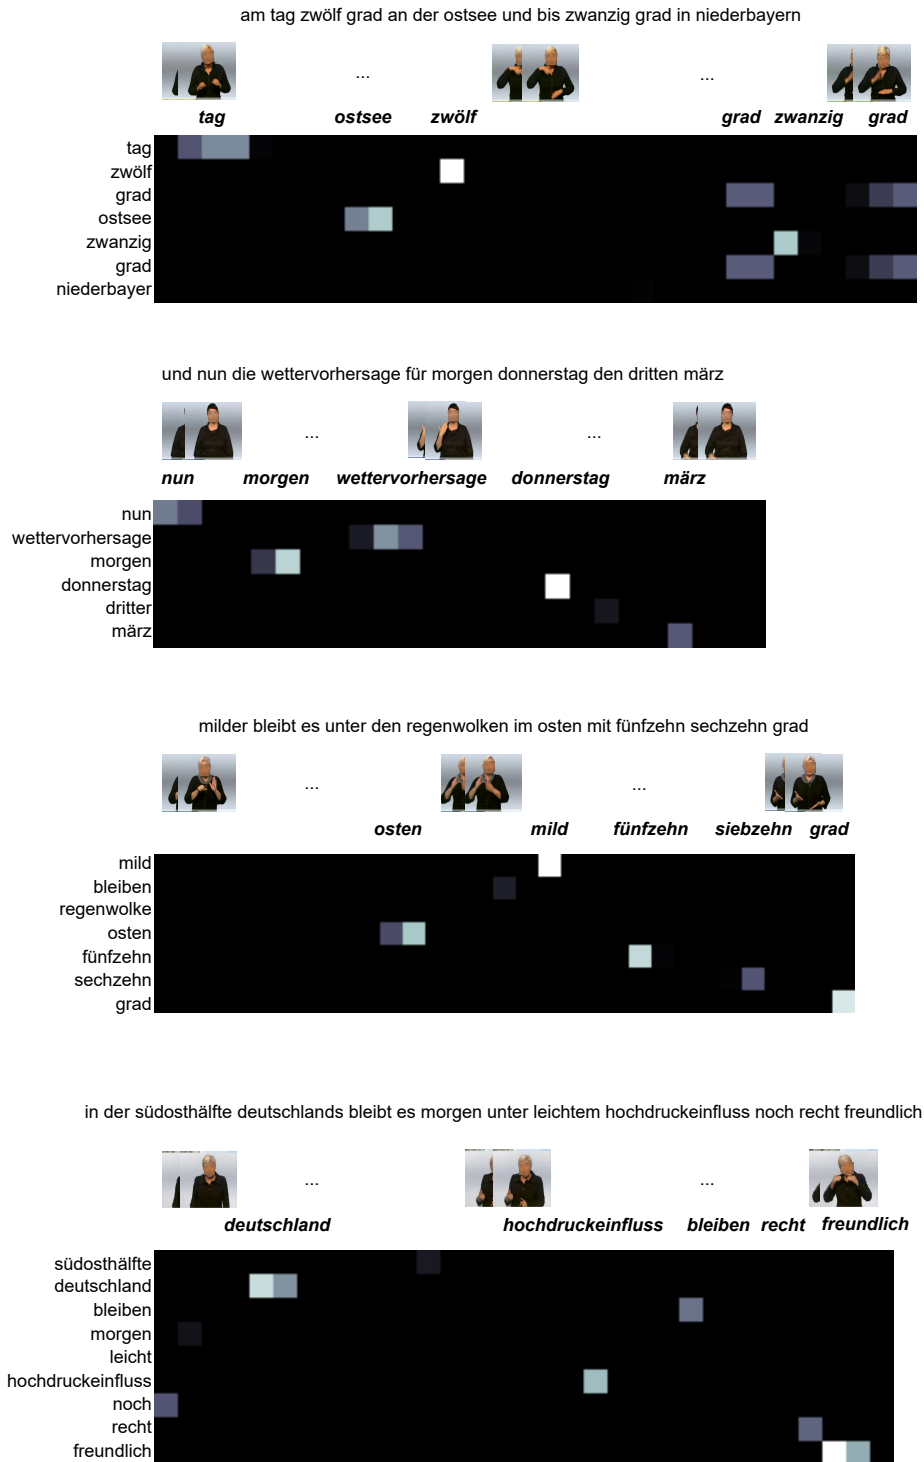 am tag zwölf grad an der ostsee und bis zwanzig grad in niederbayern
... ...
tag ostsee zwölf grad zwanzig grad
tag
zwölf
grad
ostsee
zwanzig
grad
niederbayer
und nun die wettervorhersage für morgen donnerstag den dritten märz
... ...
nun morgen wettervorhersage donnerstag märz
nun
wettervorhersage
morgen
donnerstag
dritter
märz
milder bleibt es unter den regenwolken im osten mit fünfzehn sechzehn grad
... ...
osten mild fünfzehn siebzehn grad
mild
bleiben
regenwolke
osten
fünfzehn
sechzehn
grad
in der südosthälfte deutschlands bleibt es morgen unter leichtem hochdruckeinfluss noch recht freundlich
... ...
deutschland hochdruckeinfluss bleiben recht freundlich
südosthälfte
deutschland
bleiben
morgen
leicht
hochdruckeinfluss
noch
recht
freundlich